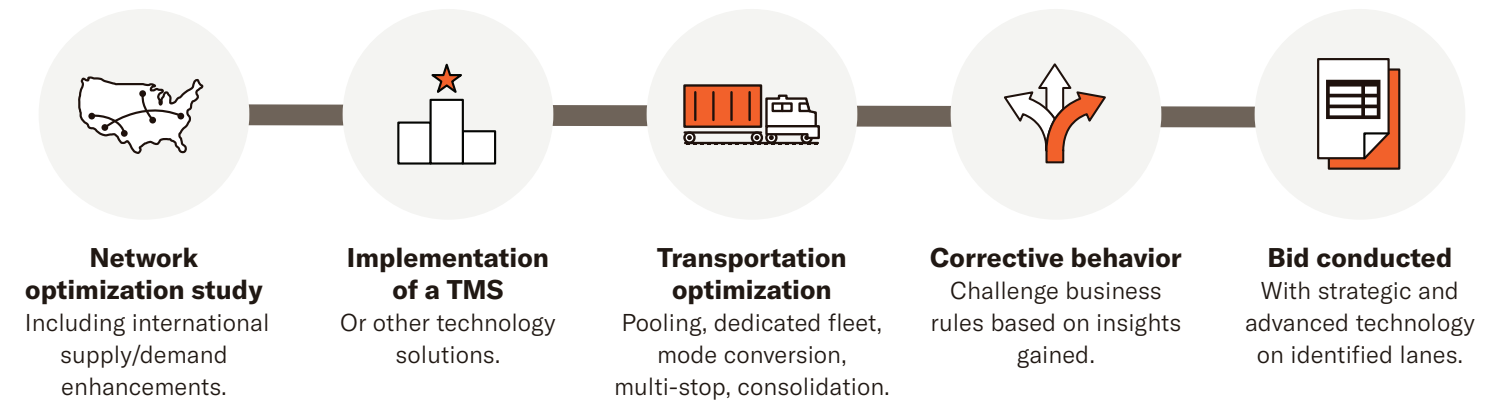 Network
optimization study
Including international
supply/demand
enhancements.
Implementation
of a TMS
Or other technology
solutions.
Transportation
optimization
Pooling, dedicated fleet,
mode conversion,
multi-stop, consolidation.
Corrective behavior
Challenge business
rules based on insights
gained.
Bid conducted
With strategic and
advanced technology
on identified lanes.